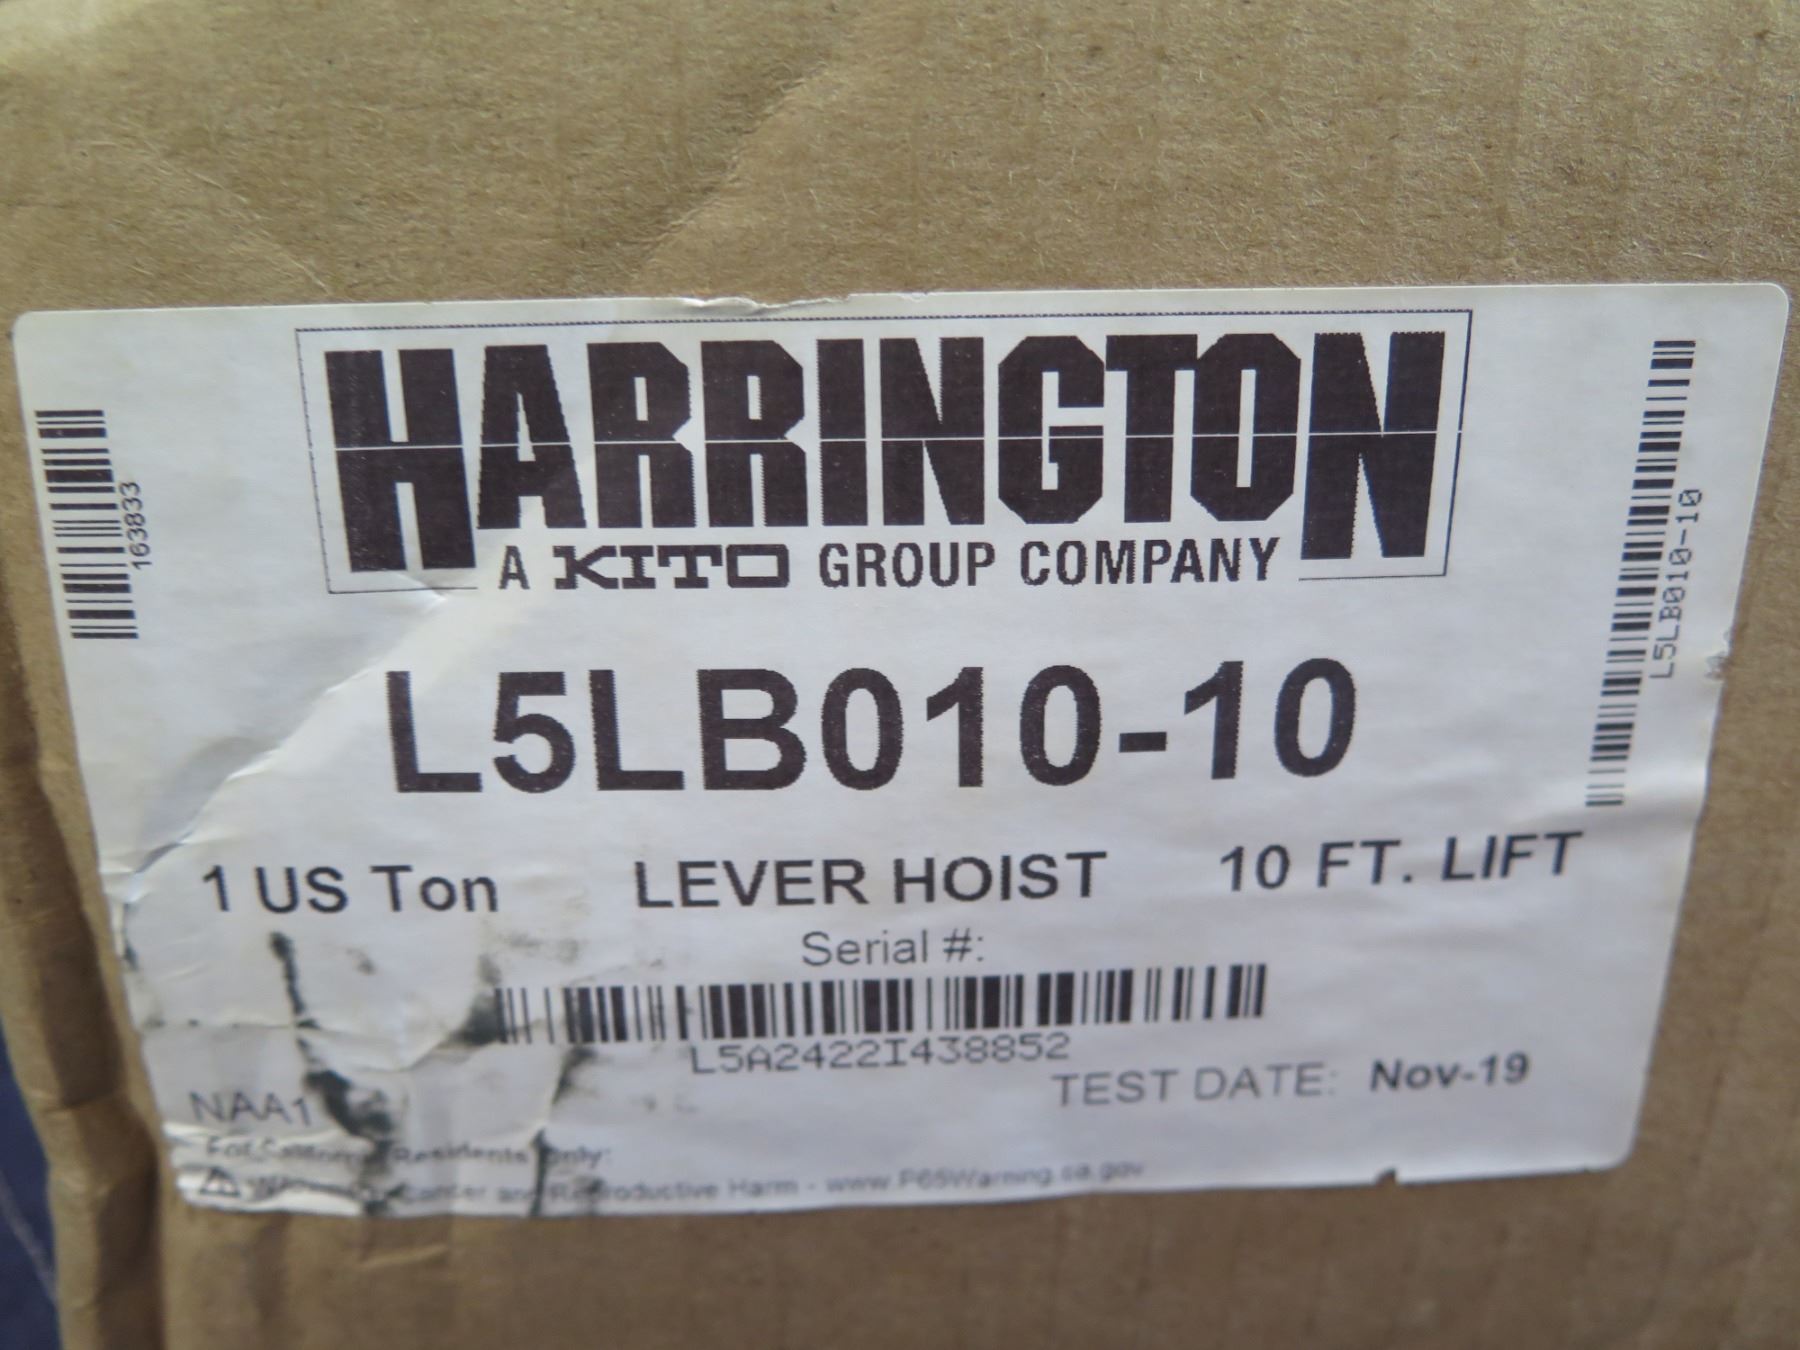 HARRINGTON
A KITO GROUP COMPANY
163833
L5LB010-10
L5LB010-10
1 US Ton LEVER HOIST 10 FT. LIFT
Serial #:
L5A2422I438852
NAA1 TEST DATE: Nov-19
For Residents only:
Cancer and Reproductive Harm - www.P65Warning.ca.gov